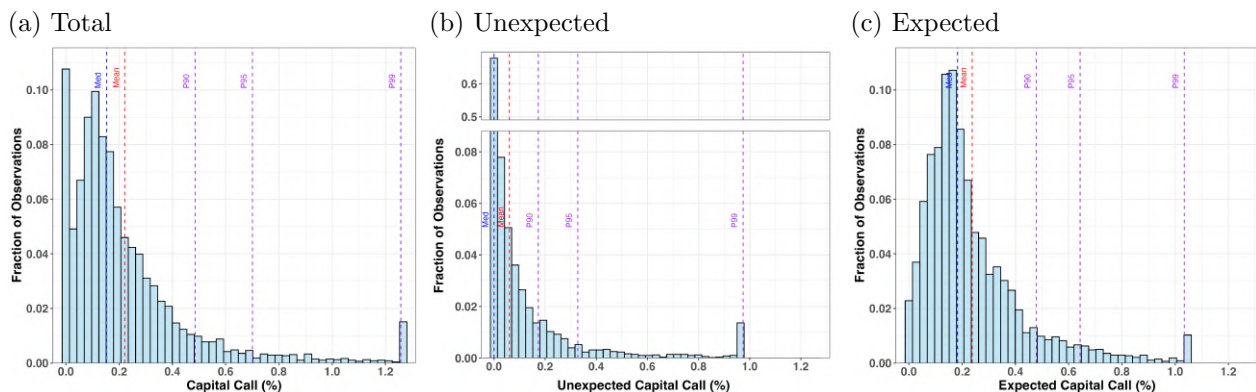 (a) Total
(b) Unexpected
(c) Expected
Fraction of Observations
0.10
0.08
0.06
0.04
0.02
0.00
Med
Mean
P90
P95
P99
0.0 0.2 0.4 0.6 0.8 1.0 1.2
Capital Call (%)
Fraction of Observations
0.6
0.5
0.08
0.06
0.04
0.02
0.00
Med
Mean
P90
P95
P99
0.0 0.2 0.4 0.6 0.8 1.0 1.2
Unexpected Capital Call (%)
Fraction of Observations
0.10
0.08
0.06
0.04
0.02
0.00
Med
Mean
P90
P95
P99
0.0 0.2 0.4 0.6 0.8 1.0 1.2
Expected Capital Call (%)